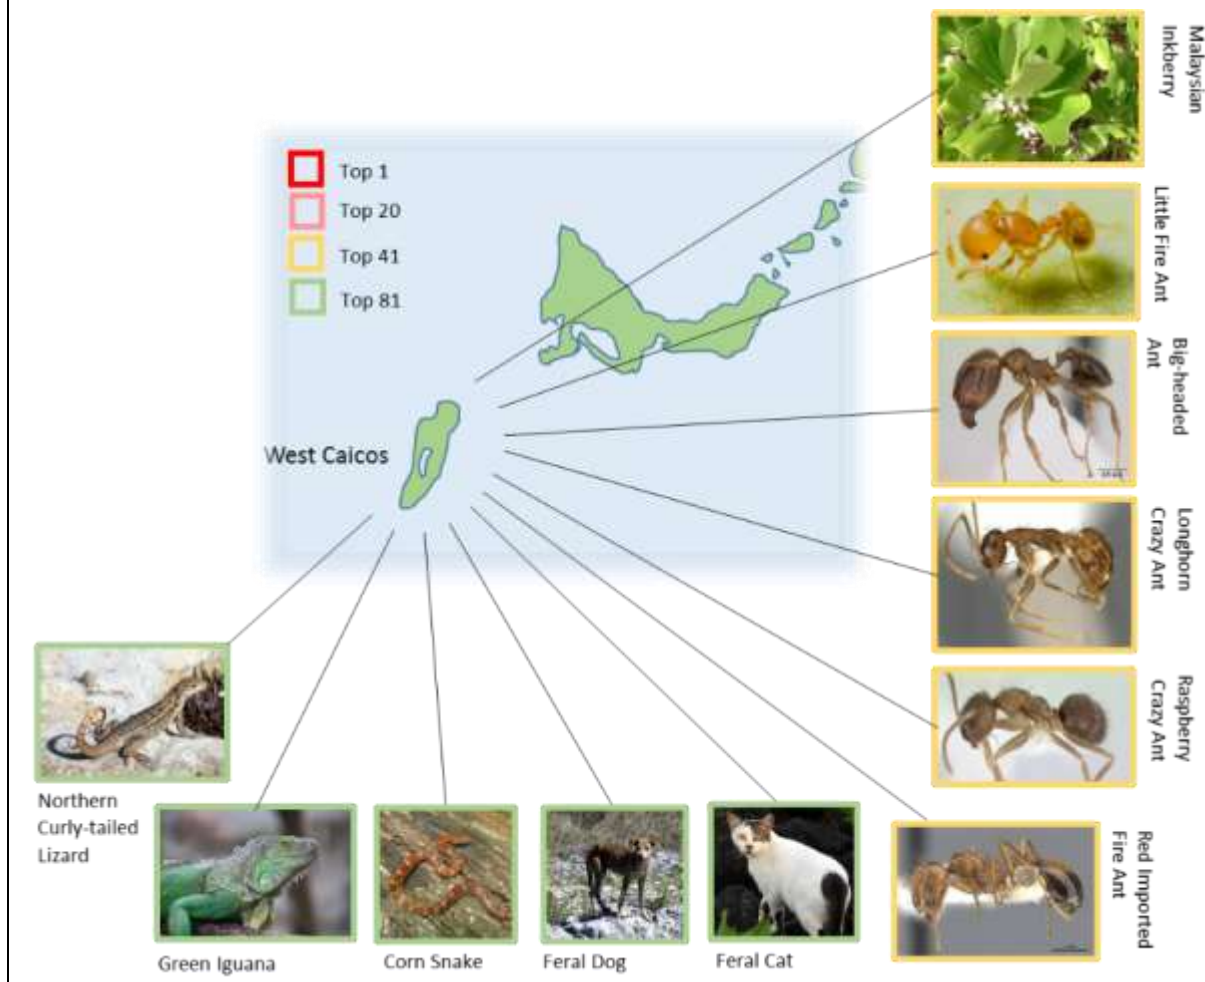 Malaysian
Inkberry
Top 1
Top 20
Top 41
Top 81
Little Fire Ant
Big-headed
Ant
West Caicos
Longhorn
Crazy Ant
Raspberry
Crazy Ant
Northern
Curly-tailed
Lizard
Red Imported
Fire Ant
Green Iguana
Corn Snake
Feral Dog
Feral Cat